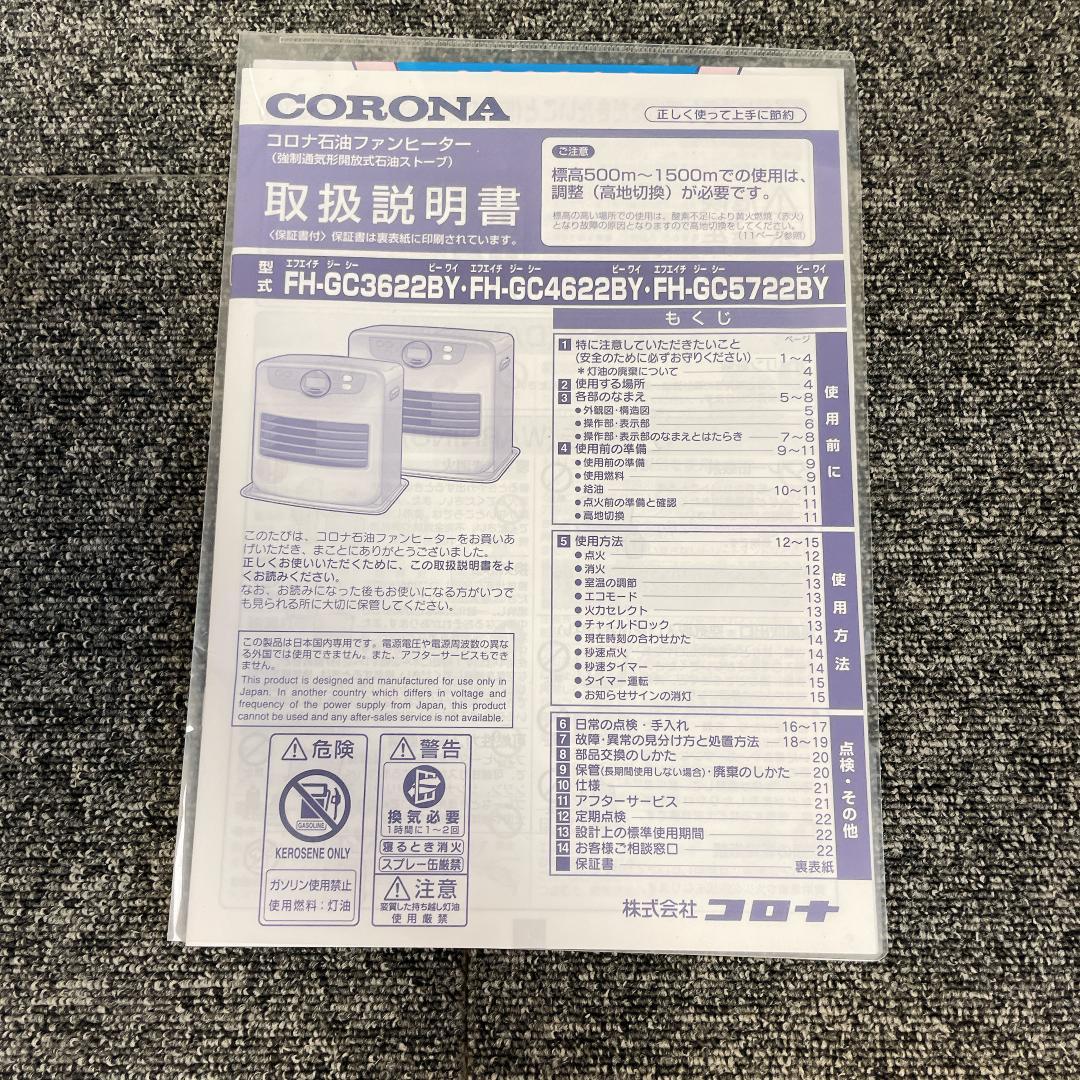 CORONA
正しく使って上手に節約
コロナ石油ファンヒーター
(強制通気形開放式石油ストーブ)
取扱説明書
〈保証書付〉保証書は裏表紙に印刷されています。
ご注意
標高500m〜1500mでの使用は、
調整(高地切換)が必要です。
標高の高い場所での使用は、酸素不足により黄火燃焼(赤火)
となり故障の原因となりますので高地切換をしてください。
(11ページ参照)
型式
エフエイチ ジー シー ビー ワイ エフエイチ ジー シー ビー ワイ エフエイチ ジー シー ビー ワイ
FH-GC3622BY・FH-GC4622BY・FH-GC5722BY
もくじ
ページ
1 特に注意していただきたいこと
(安全のために必ずお守りください) 1〜4
*灯油の廃棄について 4
2 使用する場所 4
3 各部のなまえ 5〜8
●外観図・構造図 5
●操作部・表示部 6
●操作部・表示部のなまえとはたらき 7〜8
4 使用前の準備 9〜11
●使用前の準備 9
●使用燃料 9
●給油 10〜11
●点火前の準備と確認 11
●高地切換 11
使用前に
5 使用方法 12〜15
●点火 12
●消火 12
●室温の調節 13
●エコモード 13
●火力セレクト 13
●チャイルドロック 13
●現在時刻の合わせかた 14
●秒速点火 14
●秒速タイマー 14
●タイマー運転 15
●お知らせサインの消灯 15
使用方法
6 日常の点検・手入れ 16〜17
7 故障・異常の見分け方と処置方法 18〜19
8 部品交換のしかた 20
9 保管(長期間使用しない場合)・廃棄のしかた 20
10 仕様 21
11 アフターサービス 21
12 定期点検 22
13 設計上の標準使用期間 22
14 お客様ご相談窓口 22
■ 保証書 裏表紙
点検・その他
このたびは、コロナ石油ファンヒーターをお買いあ
げいただき、まことにありがとうございました。
正しくお使いいただくために、この取扱説明書をよ
くお読みください。
なお、お読みになった後もお使いになる方がいつで
も見られる所に大切に保管してください。
この製品は日本国内専用です。電源電圧や電源周波数の異な
る外国では使用できません。また、アフターサービスもでき
ません。
This product is designed and manufactured for use only in
Japan. In another country which differs in voltage and
frequency of the power supply from Japan, this product
cannot be used and any after-sales service is not available.
危険
GASOLINE
KEROSENE ONLY
ガソリン使用禁止
使用燃料:灯油
警告
換気必要
1時間に1〜2回
寝るとき消火
スプレー缶厳禁
注意
変質した持ち越し灯油
使用厳禁
株式会社 コロナ